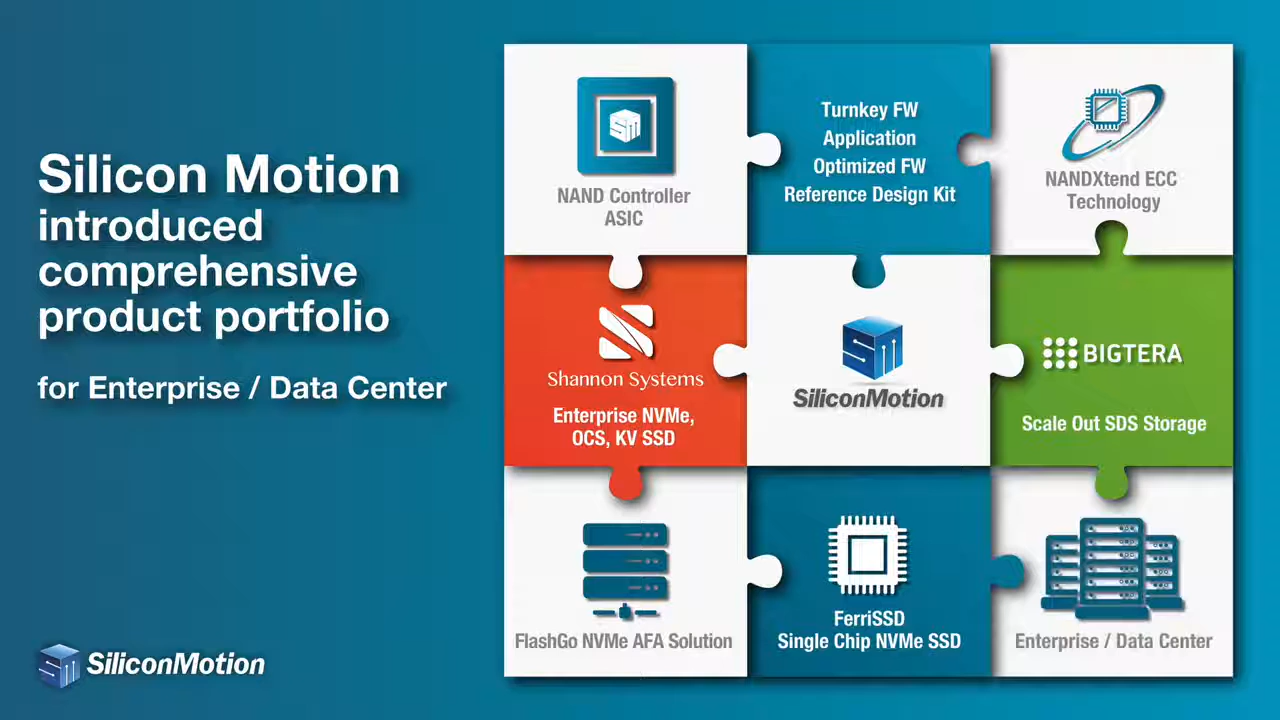 Silicon Motion
introduced
comprehensive
product portfolio
for Enterprise / Data Center
SiliconMotion
NAND Controller
ASIC
Turnkey FW
Application
Optimized FW
Reference Design Kit
NANDXtend ECC
Technology
Shannon Systems
Enterprise NVMe,
OCS, KV SSD
SiliconMotion
BIGTERA
Scale Out SDS Storage
FlashGo NVMe AFA Solution
FerriSSD
Single Chip NVMe SSD
Enterprise / Data Center